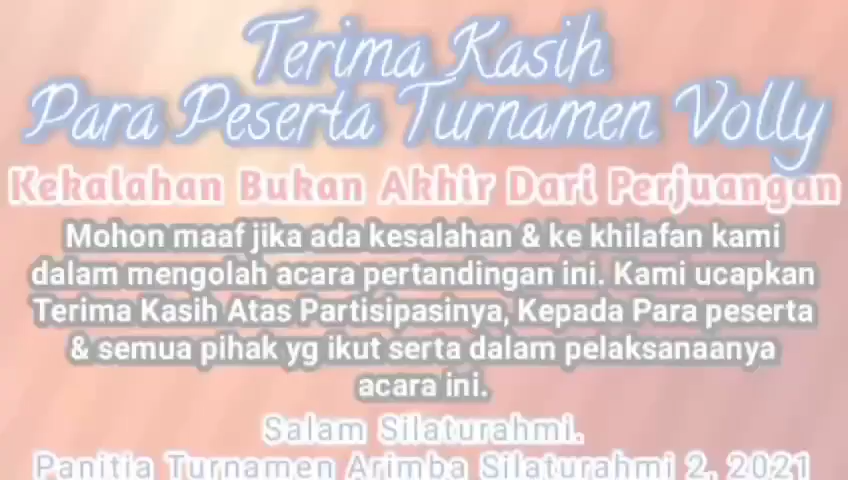 Terima Kasih
Para Peserta Turnamen Volly
Kekalahan Bukan Akhir Dari Perjuangan
Mohon maaf jika ada kesalahan & ke khilafan kami
dalam mengolah acara pertandingan ini. Kami ucapkan
Terima Kasih Atas Partisipasinya, Kepada Para peserta
& semua pihak yg ikut serta dalam pelaksanaanya
acara ini.
Salam Silaturahmi.
Panitia Turnamen Arimba Silaturahmi 2, 2021